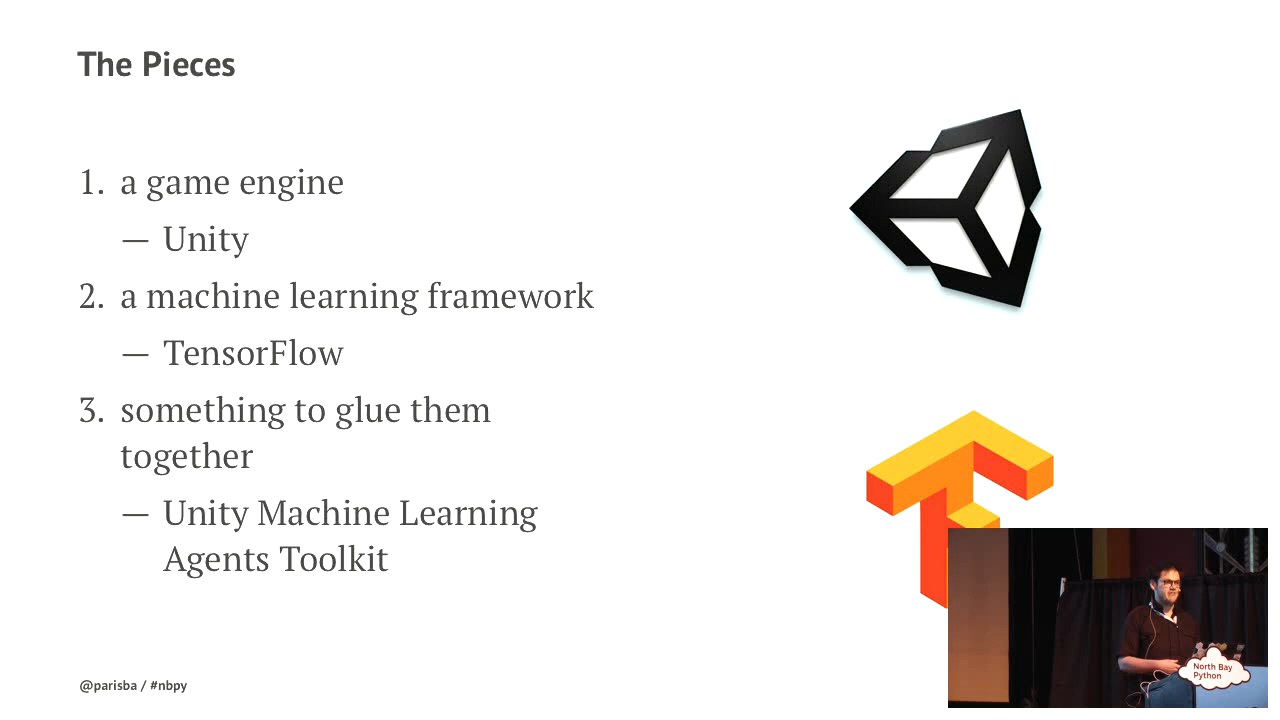 The Pieces
1. a game engine
— Unity
2. a machine learning framework
— TensorFlow
3. something to glue them
together
— Unity Machine Learning
Agents Toolkit
@parisba / #nbpy
North Bay
Python